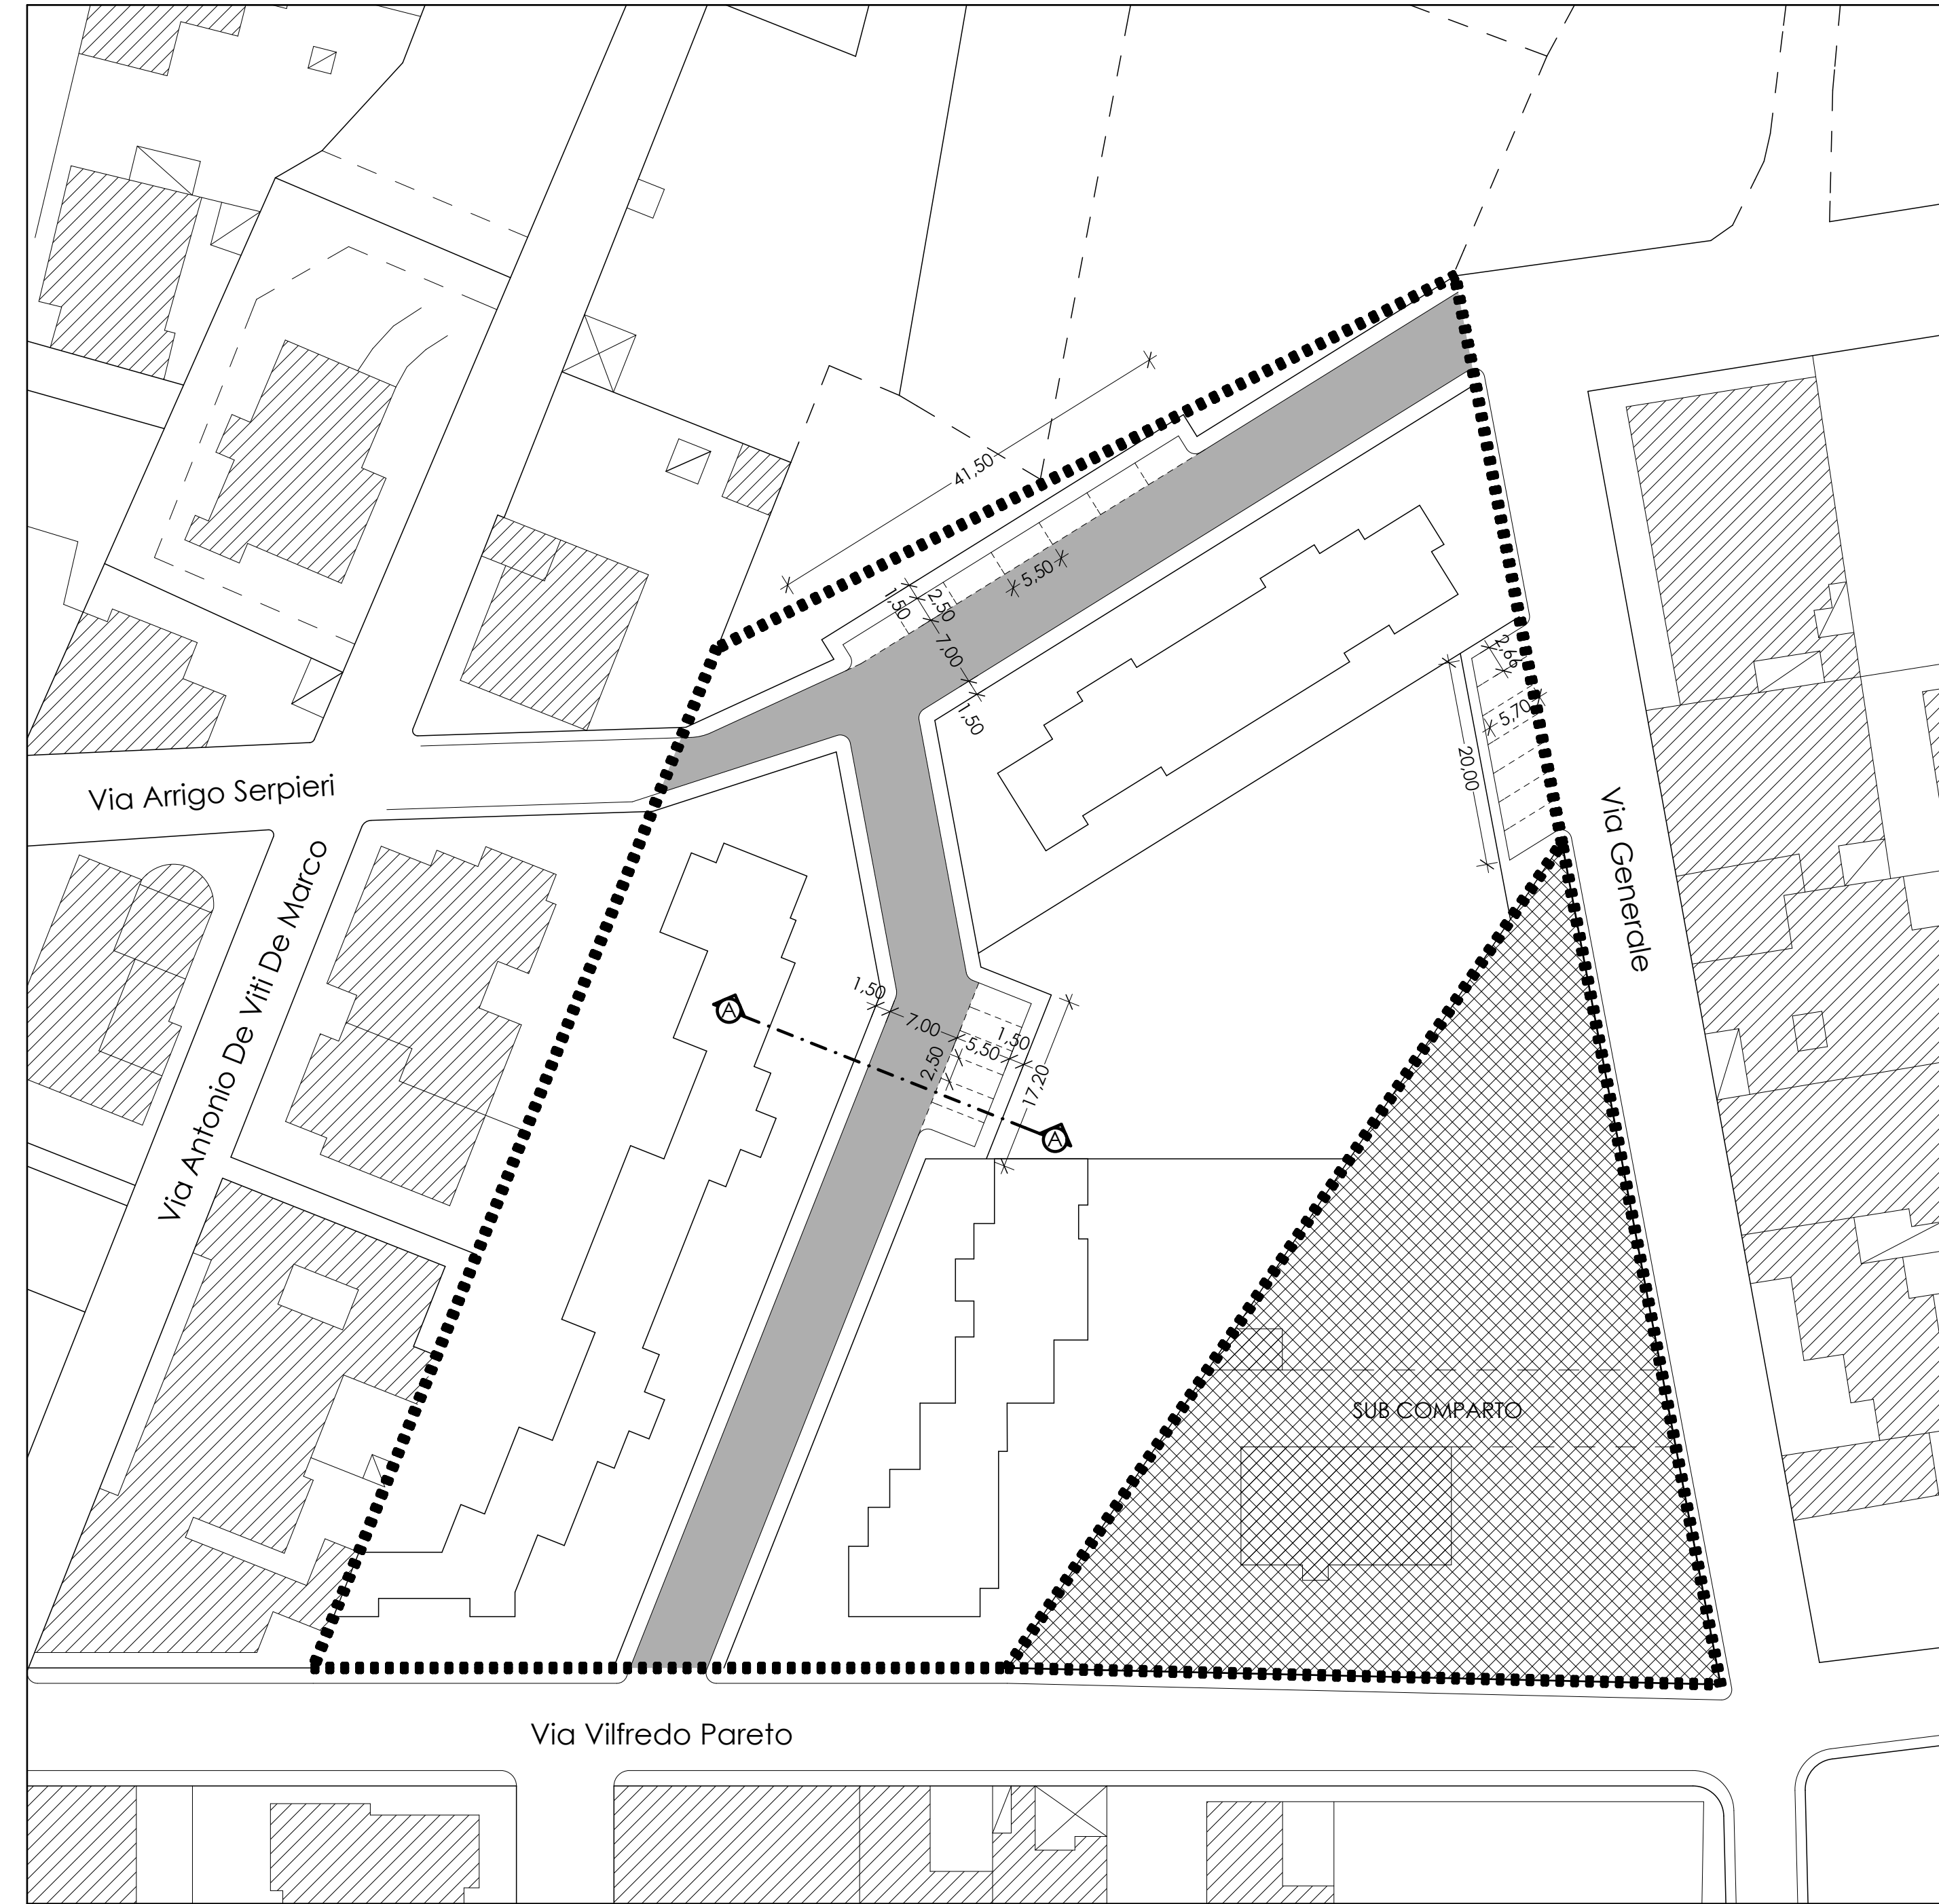 41,50
5,50
1,50
2,50
7,00
1,50
2,66
5,70
20,00
Via Arrigo Serpieri
Via Generale
Via Antonio De Viti De Marco
1,50
A
7,00
1,50
5,50
2,50
17,20
A
SUB COMPARTO
Via Vilfredo Pareto